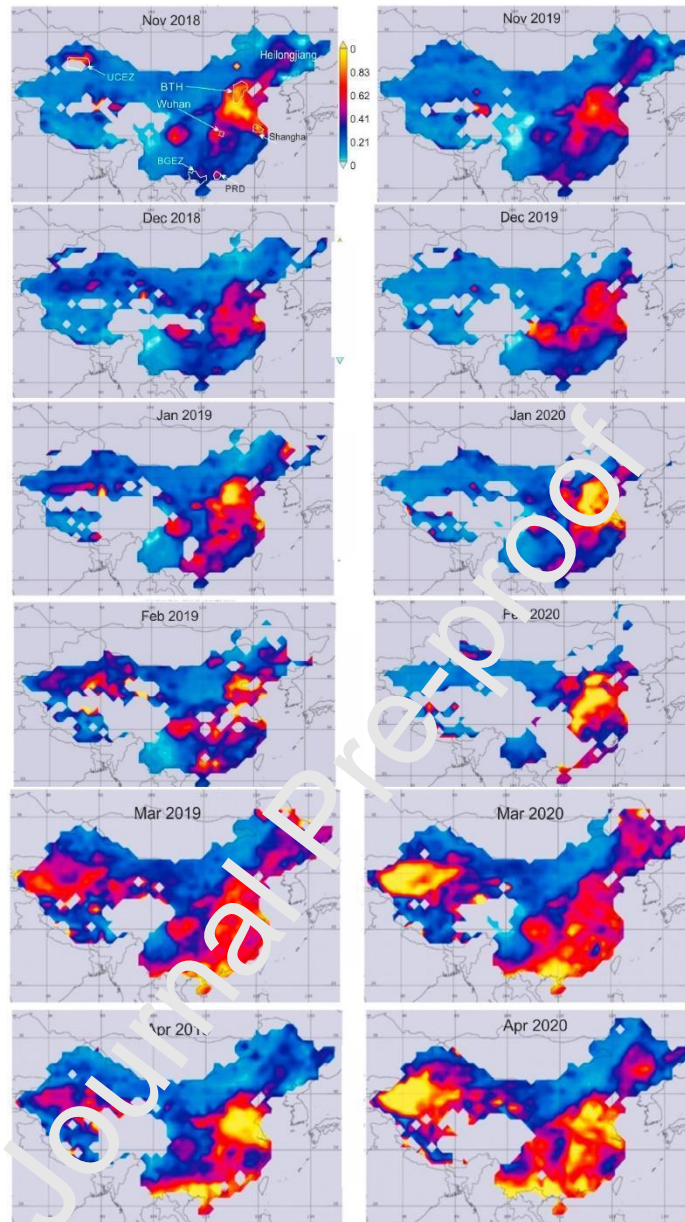 Nov 2018
Nov 2019
Heilongjiang
UCEZ
BTH
Wuhan
Shanghai
BGEZ
PRD
0
0.83
0.62
0.41
0.21
0
Dec 2018
Dec 2019
Jan 2019
Jan 2020
Feb 2019
2020
Mar 2019
Mar 2020
Apr
Apr 2020
Journal Pre-proof